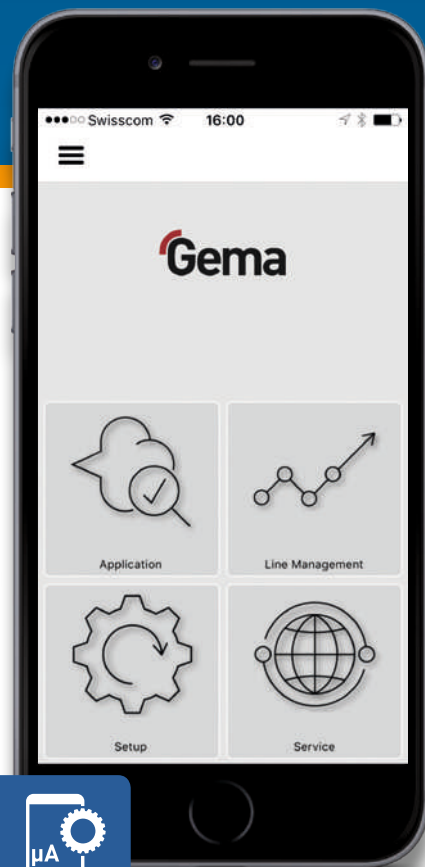 Swisscom 16:00
Gema
Application Line Management
Setup Service
µA